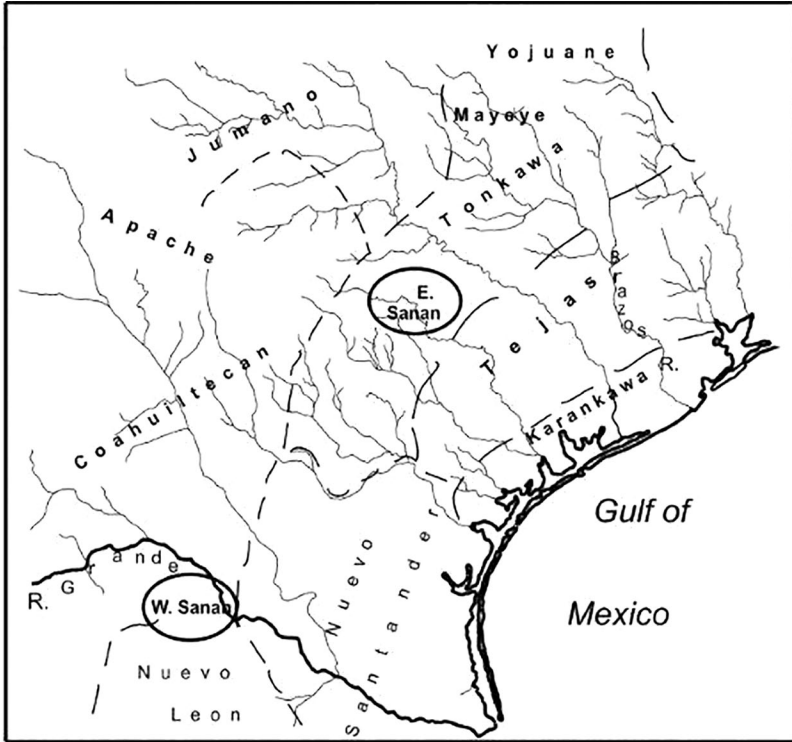 Yojuane
Jumano
Mayeye
Tonkawa
Apache
E.
Sanan
Tejas
Brazos
R.
Coahuiltecan
Karankawa
Gulf of
Mexico
R. Grande
W. Sanan
Nuevo
Santander
Nuevo
Leon